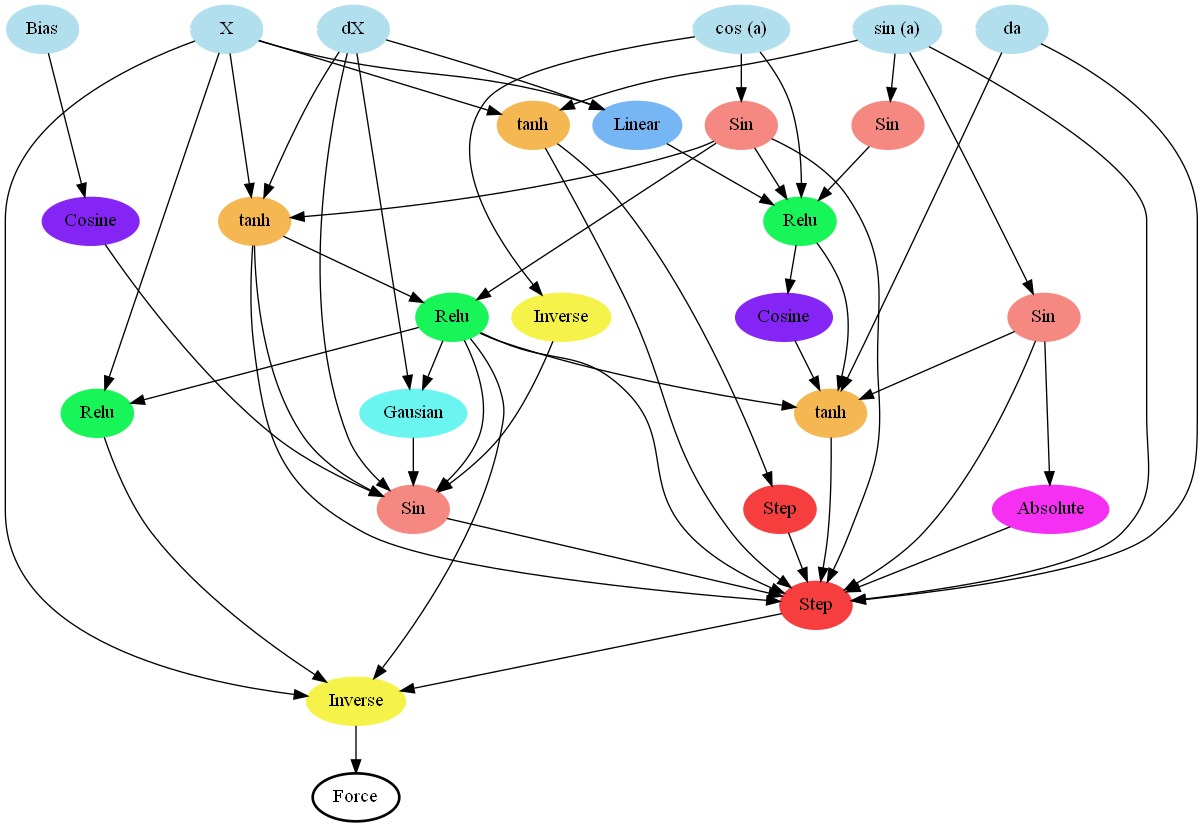 Bias
X
dX
cos (a)
sin (a)
da
tanh
Linear
Sin
Sin
Cosine
tanh
Relu
Relu
Inverse
Cosine
Sin
Relu
Gausian
tanh
Sin
Step
Absolute
Step
Inverse
Force